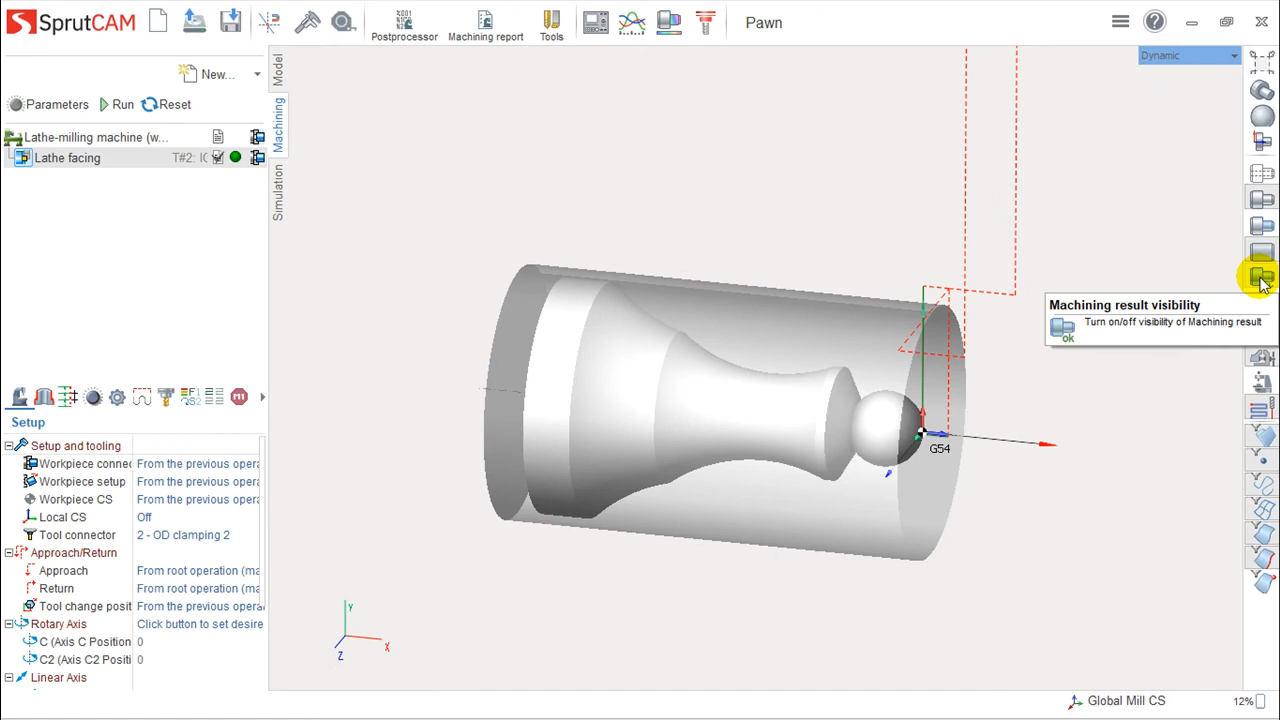 SprutCAM
Postprocessor
Machining report
Tools
Pawn
New...
Parameters
Run
Reset
Lathe-milling machine (w...
Lathe facing
T#2: IC
Model
Machining
Simulation
Dynamic
Machining result visibility
Turn on/off visibility of Machining result
ok
G54
M1
Setup
Setup and tooling
Workpiece connec
From the previous opera
Workpiece setup
From the previous opera
Workpiece CS
From the previous opera
Local CS
Off
Tool connector
2 - OD clamping 2
Approach/Return
Approach
From root operation (ma
Return
From root operation (ma
Tool change posit
From the previous opera
Rotary Axis
Click button to set desire
C (Axis C Position
0
C2 (Axis C2 Positi
0
Linear Axis
Y
X
Z
Global Mill CS
12%